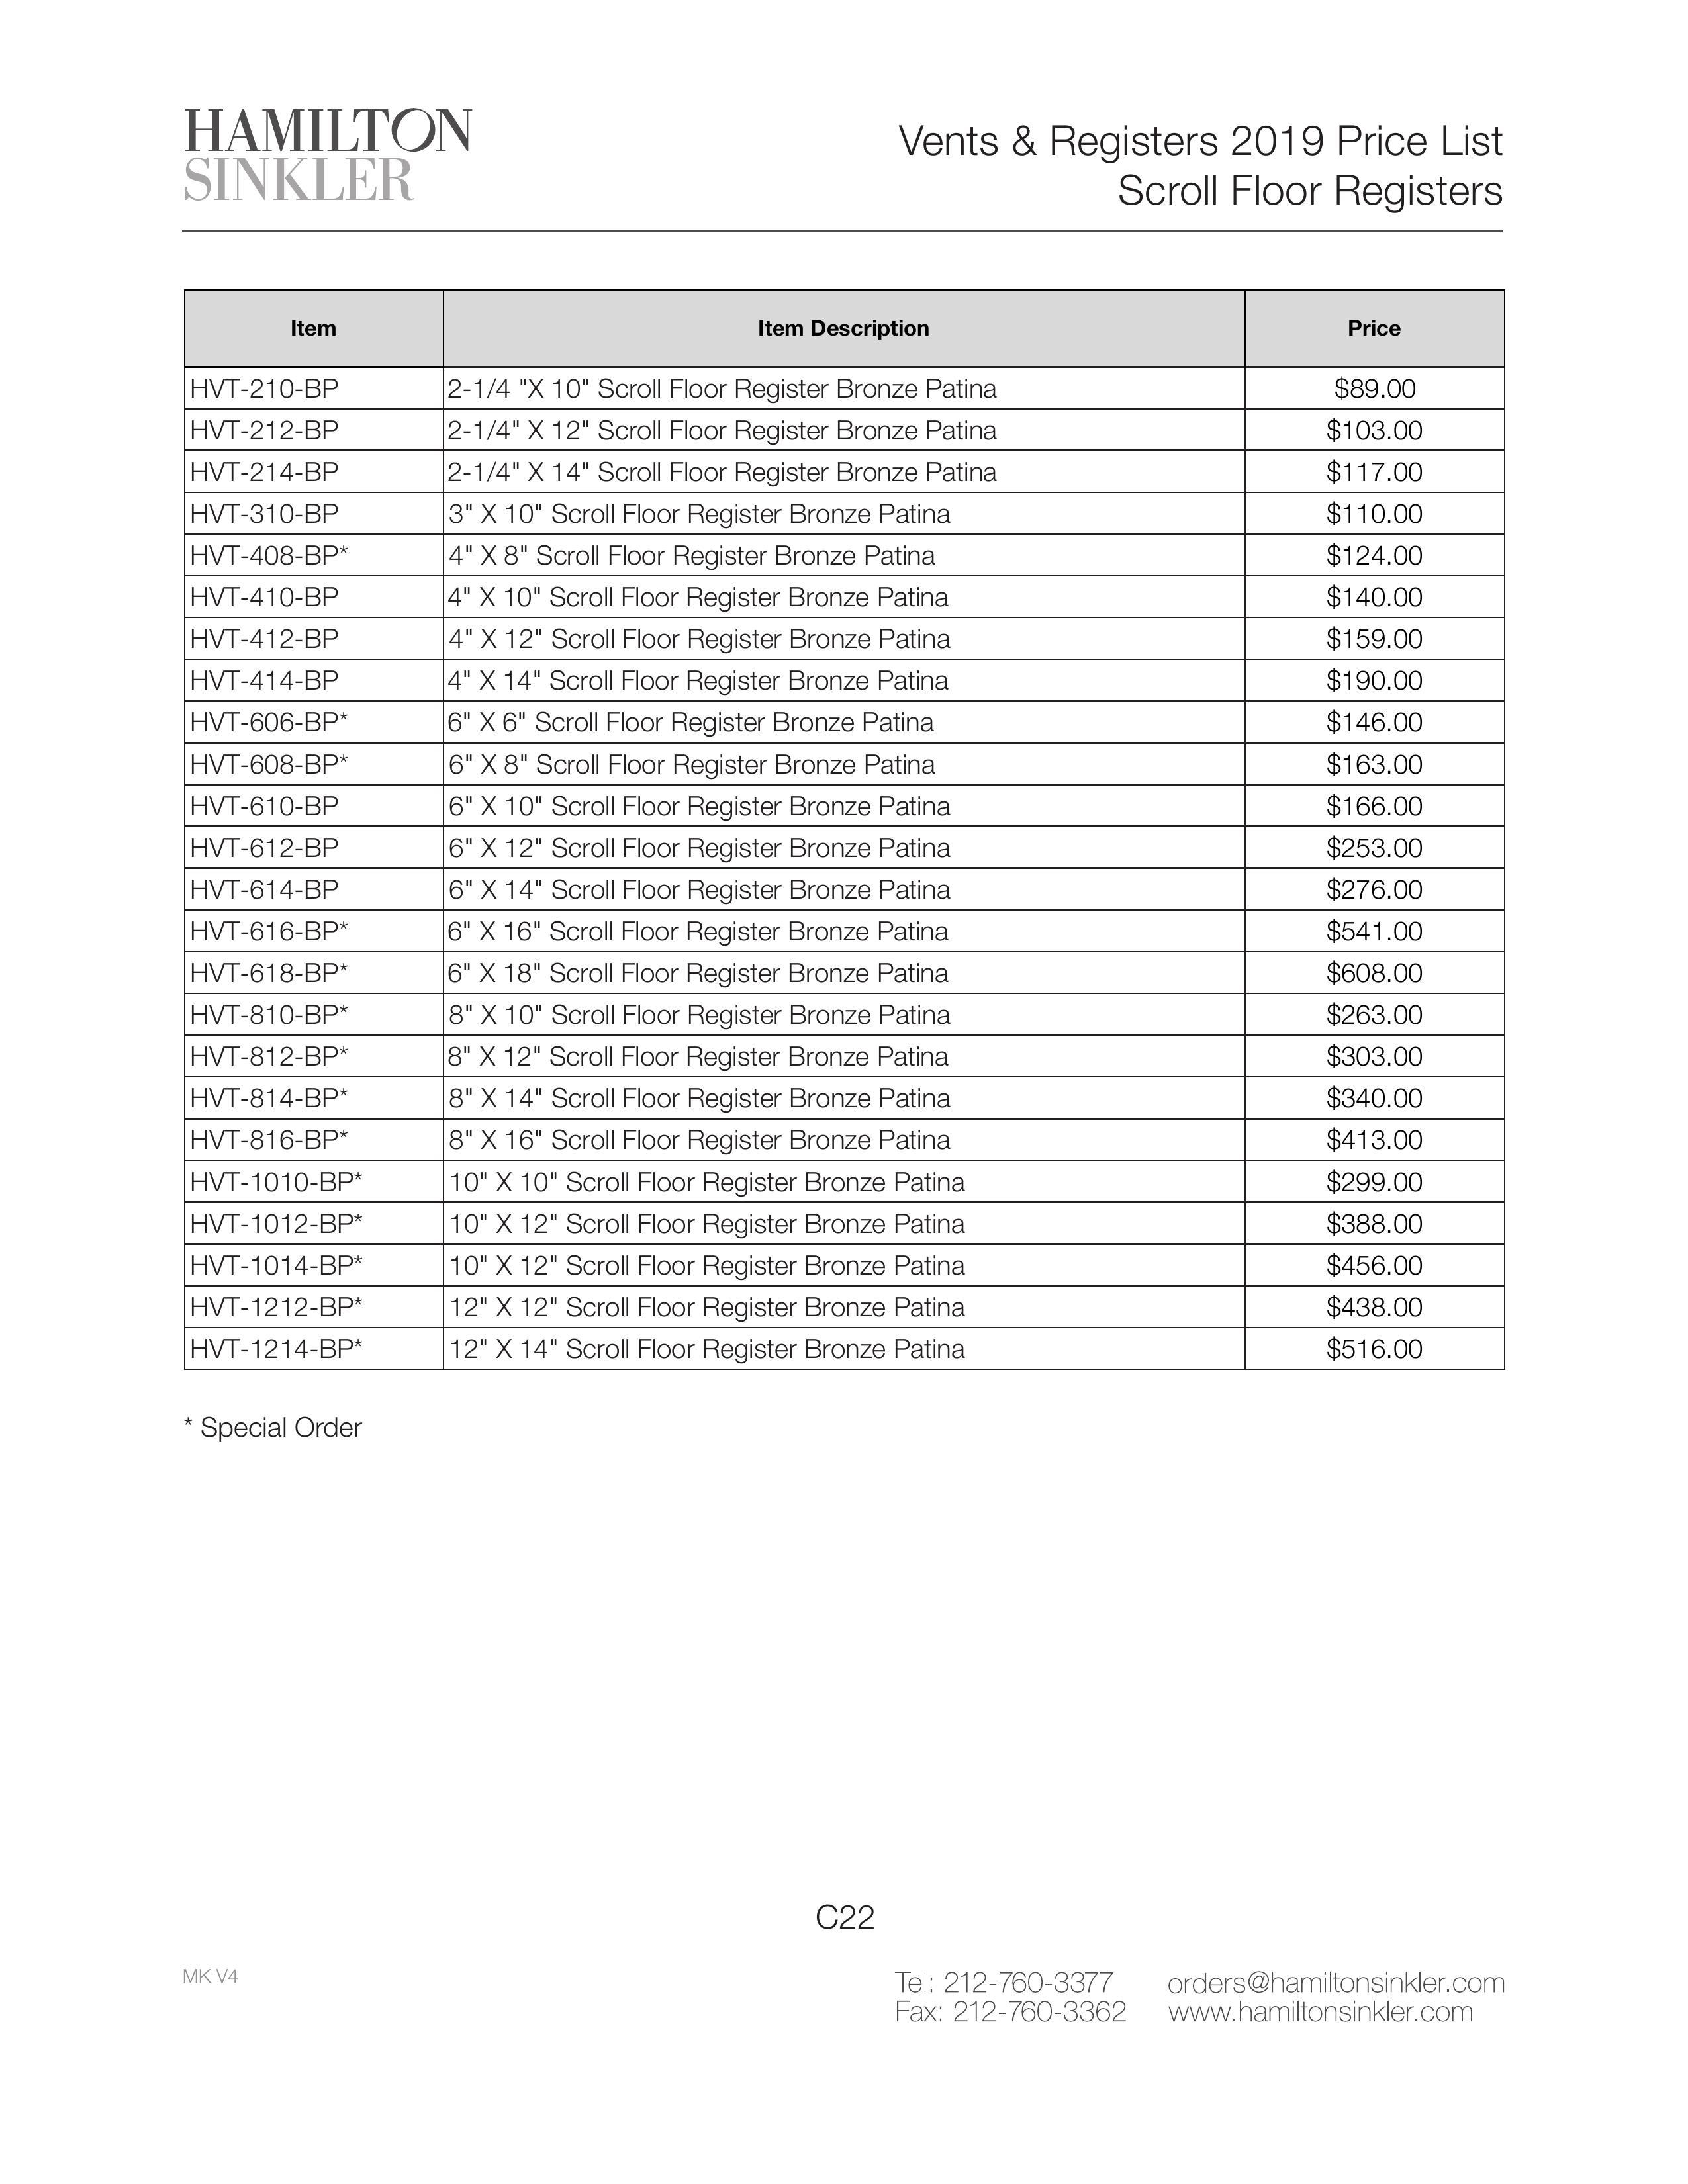 HAMILTON
SINKLER
Vents & Registers 2019 Price List
Scroll Floor Registers
Item Item Description Price
HVT-210-BP 2-1/4 "X 10" Scroll Floor Register Bronze Patina $89.00
HVT-212-BP 2-1/4" X 12" Scroll Floor Register Bronze Patina $103.00
HVT-214-BP 2-1/4" X 14" Scroll Floor Register Bronze Patina $117.00
HVT-310-BP 3" X 10" Scroll Floor Register Bronze Patina $110.00
HVT-408-BP* 4" X 8" Scroll Floor Register Bronze Patina $124.00
HVT-410-BP 4" X 10" Scroll Floor Register Bronze Patina $140.00
HVT-412-BP 4" X 12" Scroll Floor Register Bronze Patina $159.00
HVT-414-BP 4" X 14" Scroll Floor Register Bronze Patina $190.00
HVT-606-BP* 6" X 6" Scroll Floor Register Bronze Patina $146.00
HVT-608-BP* 6" X 8" Scroll Floor Register Bronze Patina $163.00
HVT-610-BP 6" X 10" Scroll Floor Register Bronze Patina $166.00
HVT-612-BP 6" X 12" Scroll Floor Register Bronze Patina $253.00
HVT-614-BP 6" X 14" Scroll Floor Register Bronze Patina $276.00
HVT-616-BP* 6" X 16" Scroll Floor Register Bronze Patina $541.00
HVT-618-BP* 6" X 18" Scroll Floor Register Bronze Patina $608.00
HVT-810-BP* 8" X 10" Scroll Floor Register Bronze Patina $263.00
HVT-812-BP* 8" X 12" Scroll Floor Register Bronze Patina $303.00
HVT-814-BP* 8" X 14" Scroll Floor Register Bronze Patina $340.00
HVT-816-BP* 8" X 16" Scroll Floor Register Bronze Patina $413.00
HVT-1010-BP* 10" X 10" Scroll Floor Register Bronze Patina $299.00
HVT-1012-BP* 10" X 12" Scroll Floor Register Bronze Patina $388.00
HVT-1014-BP* 10" X 12" Scroll Floor Register Bronze Patina $456.00
HVT-1212-BP* 12" X 12" Scroll Floor Register Bronze Patina $438.00
HVT-1214-BP* 12" X 14" Scroll Floor Register Bronze Patina $516.00
* Special Order
C22
MK V4
Tel: 212-760-3377 orders@hamiltonsinkler.com
Fax: 212-760-3362 www.hamiltonsinkler.com